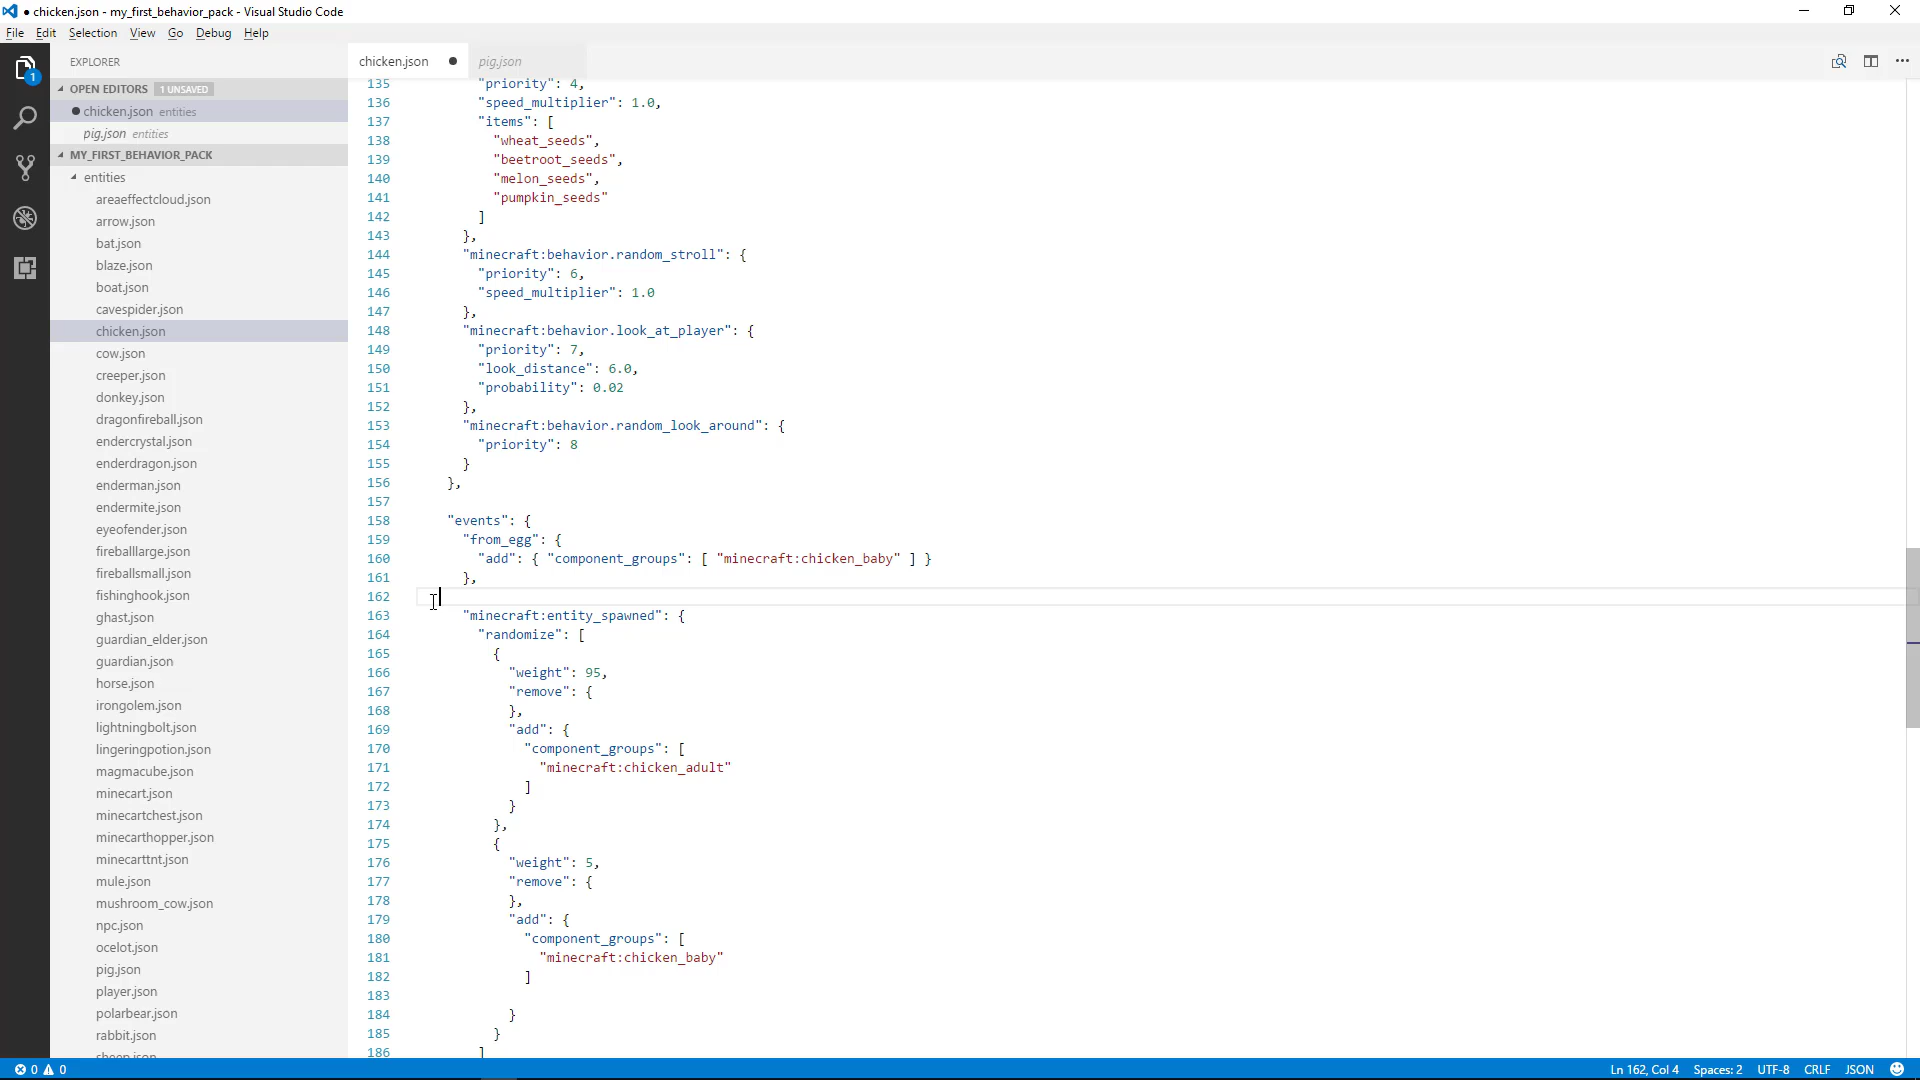 ● chicken.json - my_first_behavior_pack - Visual Studio Code
File Edit Selection View Go Debug Help
EXPLORER
OPEN EDITORS 1 UNSAVED
chicken.json entities
pig.json entities
MY_FIRST_BEHAVIOR_PACK
entities
areaeffectcloud.json
arrow.json
bat.json
blaze.json
boat.json
cavespider.json
chicken.json
cow.json
creeper.json
donkey.json
dragonfireball.json
endercrystal.json
enderdragon.json
enderman.json
endermite.json
eyeofender.json
fireballlarge.json
fireballsmall.json
fishinghook.json
ghast.json
guardian_elder.json
guardian.json
horse.json
irongolem.json
lightningbolt.json
lingeringpotion.json
magmacube.json
minecart.json
minecartchest.json
minecarthopper.json
minecarttnt.json
mule.json
mushroom_cow.json
npc.json
ocelot.json
pig.json
player.json
polarbear.json
rabbit.json
sheep.json
1
chicken.json pig.json
135 "priority": 4,
136 "speed_multiplier": 1.0,
137 "items": [
138 "wheat_seeds",
139 "beetroot_seeds",
140 "melon_seeds",
141 "pumpkin_seeds"
142 ]
143 },
144 "minecraft:behavior.random_stroll": {
145 "priority": 6,
146 "speed_multiplier": 1.0
147 },
148 "minecraft:behavior.look_at_player": {
149 "priority": 7,
150 "look_distance": 6.0,
151 "probability": 0.02
152 },
153 "minecraft:behavior.random_look_around": {
154 "priority": 8
155 }
156 },
157
158 "events": {
159 "from_egg": {
160 "add": { "component_groups": [ "minecraft:chicken_baby" ] }
161 },
162
163 "minecraft:entity_spawned": {
164 "randomize": [
165 {
166 "weight": 95,
167 "remove": {
168 },
169 "add": {
170 "component_groups": [
171 "minecraft:chicken_adult"
172 ]
173 }
174 },
175 {
176 "weight": 5,
177 "remove": {
178 },
179 "add": {
180 "component_groups": [
181 "minecraft:chicken_baby"
182 ]
183
184 }
185 }
186 ]
0 0 Ln 162, Col 4 Spaces: 2 UTF-8 CRLF JSON